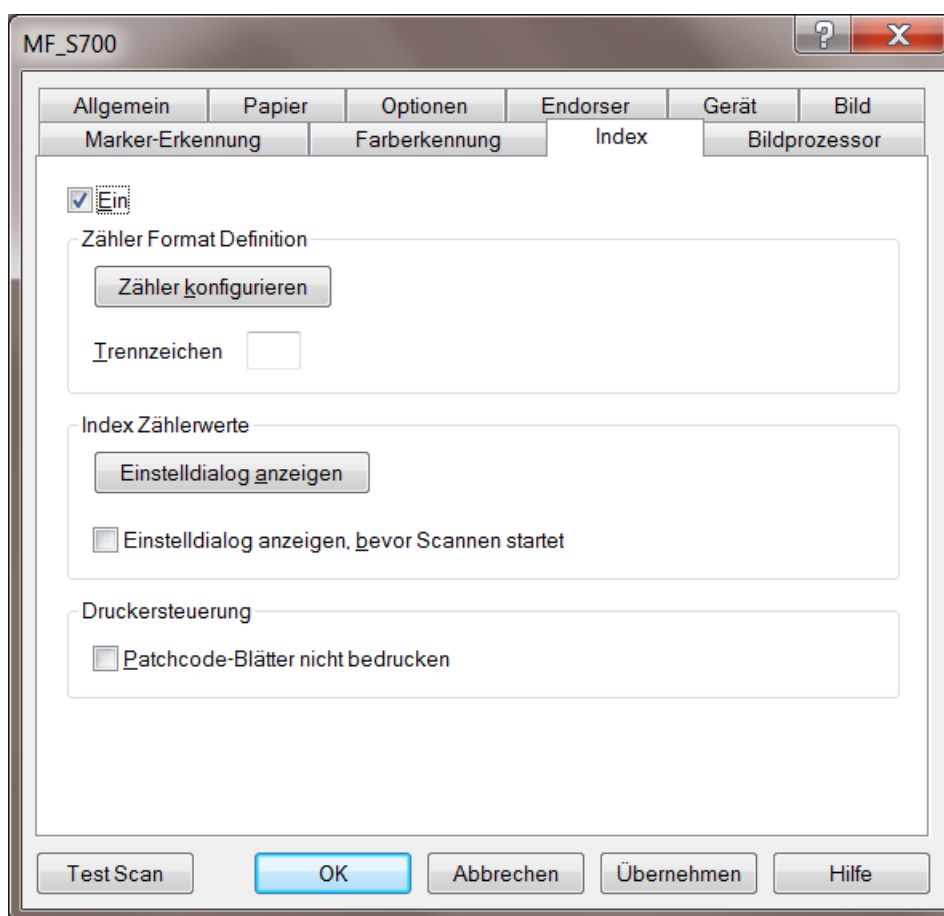 MF_S700
Allgemein Papier Optionen Endorser Gerät Bild
Marker-Erkennung Farberkennung Index Bildprozessor
Ein
Zähler Format Definition
Zähler konfigurieren
Trennzeichen
Index Zählerwerte
Einstelldialog anzeigen
Einstelldialog anzeigen, bevor Scannen startet
Druckersteuerung
Patchcode-Blätter nicht bedrucken
Test Scan OK Abbrechen Übernehmen Hilfe